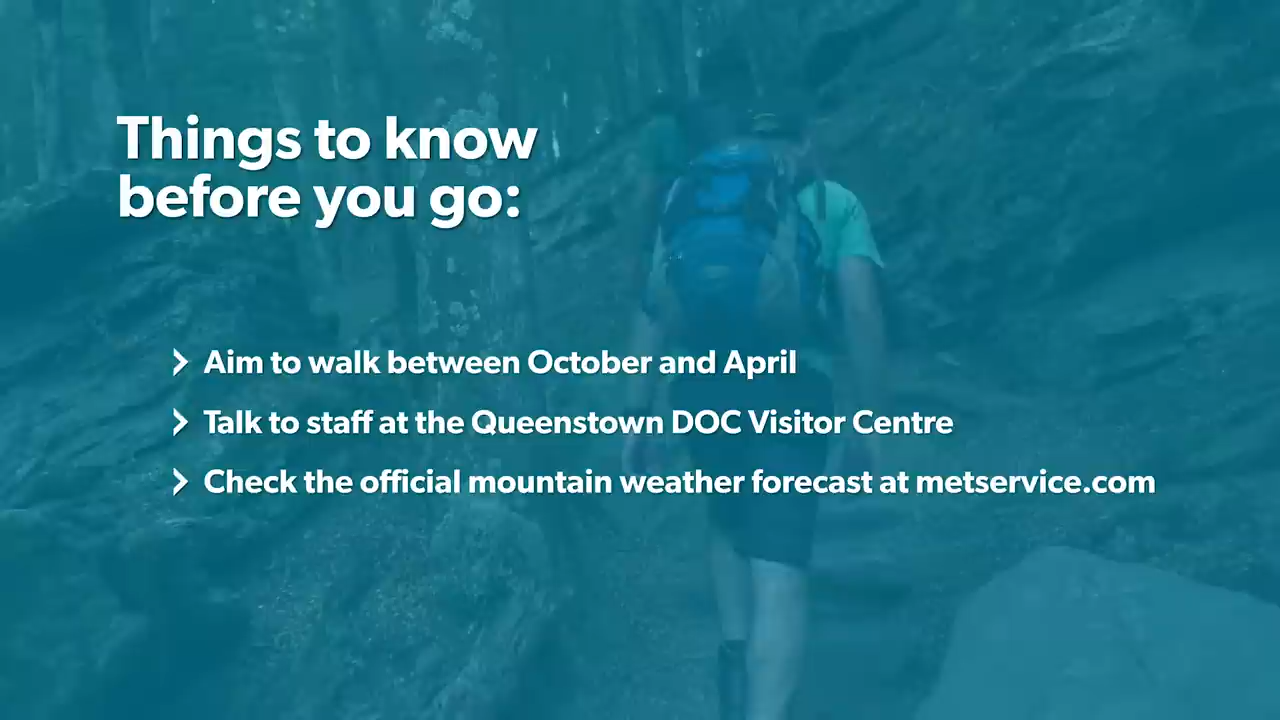 Things to know
before you go:
Aim to walk between October and April
Talk to staff at the Queenstown DOC Visitor Centre
Check the official mountain weather forecast at metservice.com